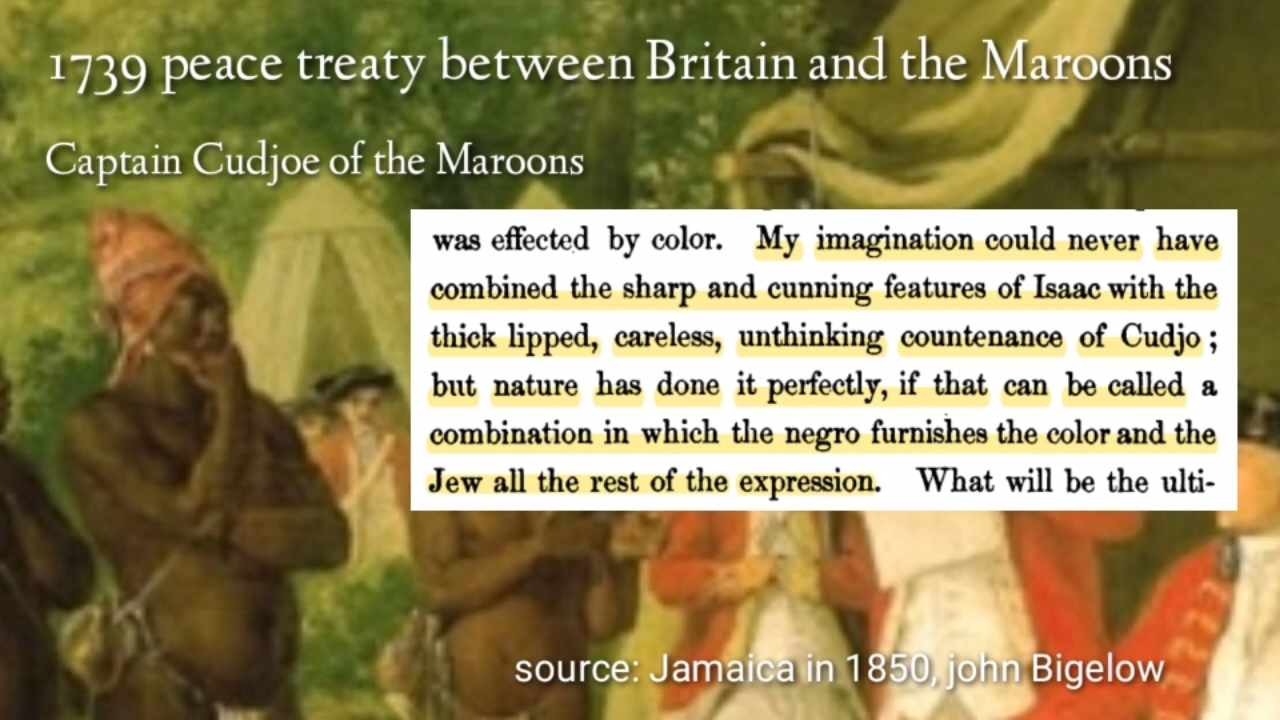 1739 peace treaty between Britain and the Maroons
Captain Cudjoe of the Maroons
was effected by color. My imagination could never have
combined the sharp and cunning features of Isaac with the
thick lipped, careless, unthinking countenance of Cudjo;
but nature has done it perfectly, if that can be called a
combination in which the negro furnishes the color and the
Jew all the rest of the expression. What will be the ulti-
source: Jamaica in 1850, john Bigelow